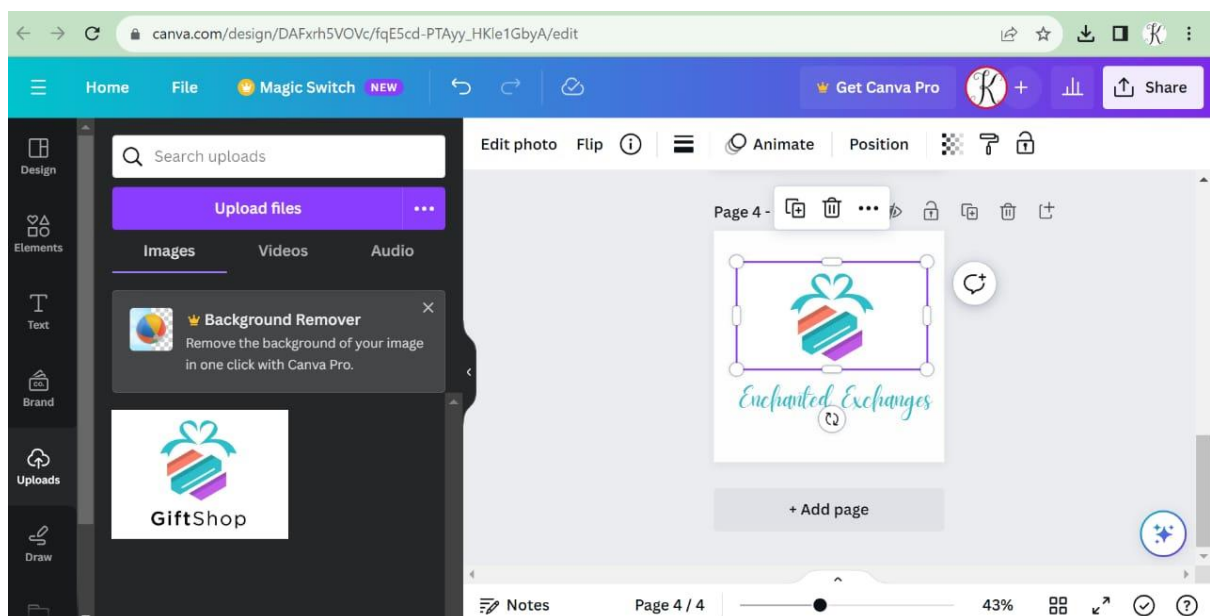 canva.com/design/DAFxrh5VOVc/fqE5cd-PTAyy_HKle1GbyA/edit
Home File Magic Switch NEW Get Canva Pro K + Share
Design
Elements
Text
Brand
Uploads
Draw
Search uploads
Upload files
Images Videos Audio
Background Remover
Remove the background of your image
in one click with Canva Pro.
GiftShop
Edit photo Flip Animate Position
Page 4 -
Enchanted Exchanges
+ Add page
Notes Page 4 / 4 43%